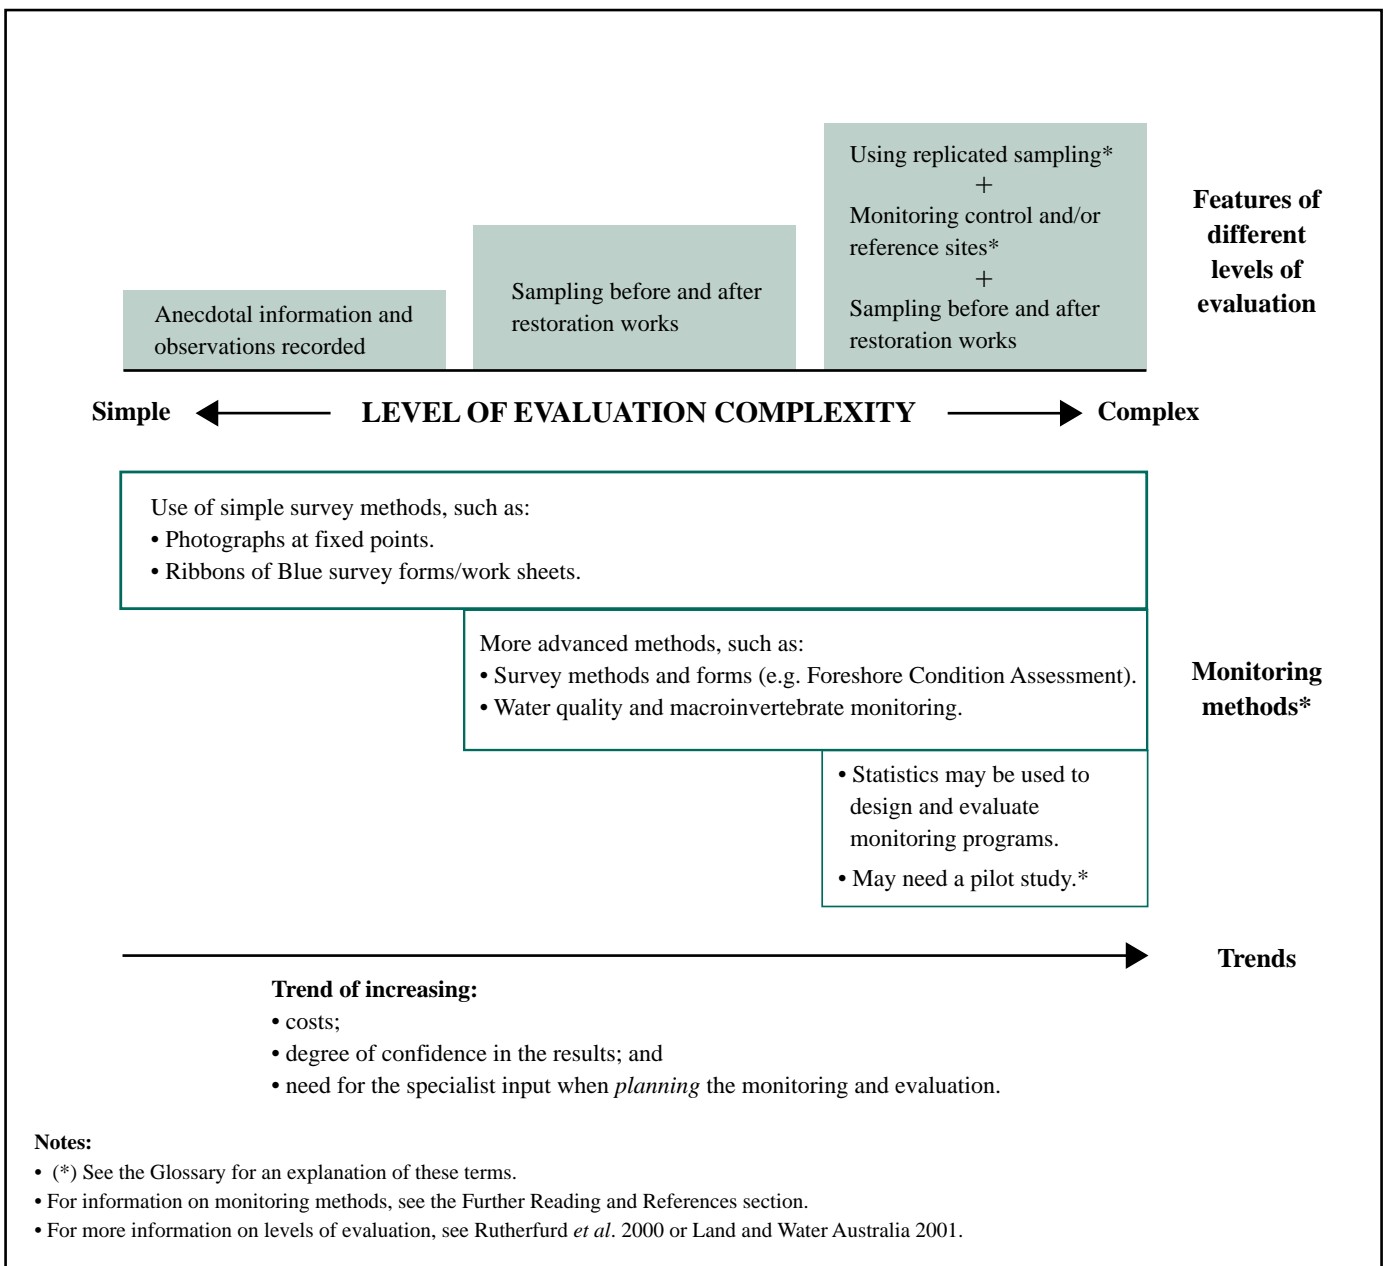 Using replicated sampling*
+
Monitoring control and/or
reference sites*
+
Sampling before and after
restoration works
Features of
different
levels of
evaluation
Sampling before and after
restoration works
Anecdotal information and
observations recorded
Simple LEVEL OF EVALUATION COMPLEXITY Complex
Use of simple survey methods, such as:
• Photographs at fixed points.
• Ribbons of Blue survey forms/work sheets.
More advanced methods, such as:
• Survey methods and forms (e.g. Foreshore Condition Assessment).
• Water quality and macroinvertebrate monitoring.
Monitoring
methods*
• Statistics may be used to
design and evaluate
monitoring programs.
• May need a pilot study.*
Trends
Trend of increasing:
• costs;
• degree of confidence in the results; and
• need for the specialist input when planning the monitoring and evaluation.
Notes:
• (*) See the Glossary for an explanation of these terms.
• For information on monitoring methods, see the Further Reading and References section.
• For more information on levels of evaluation, see Rutherfurd et al. 2000 or Land and Water Australia 2001.